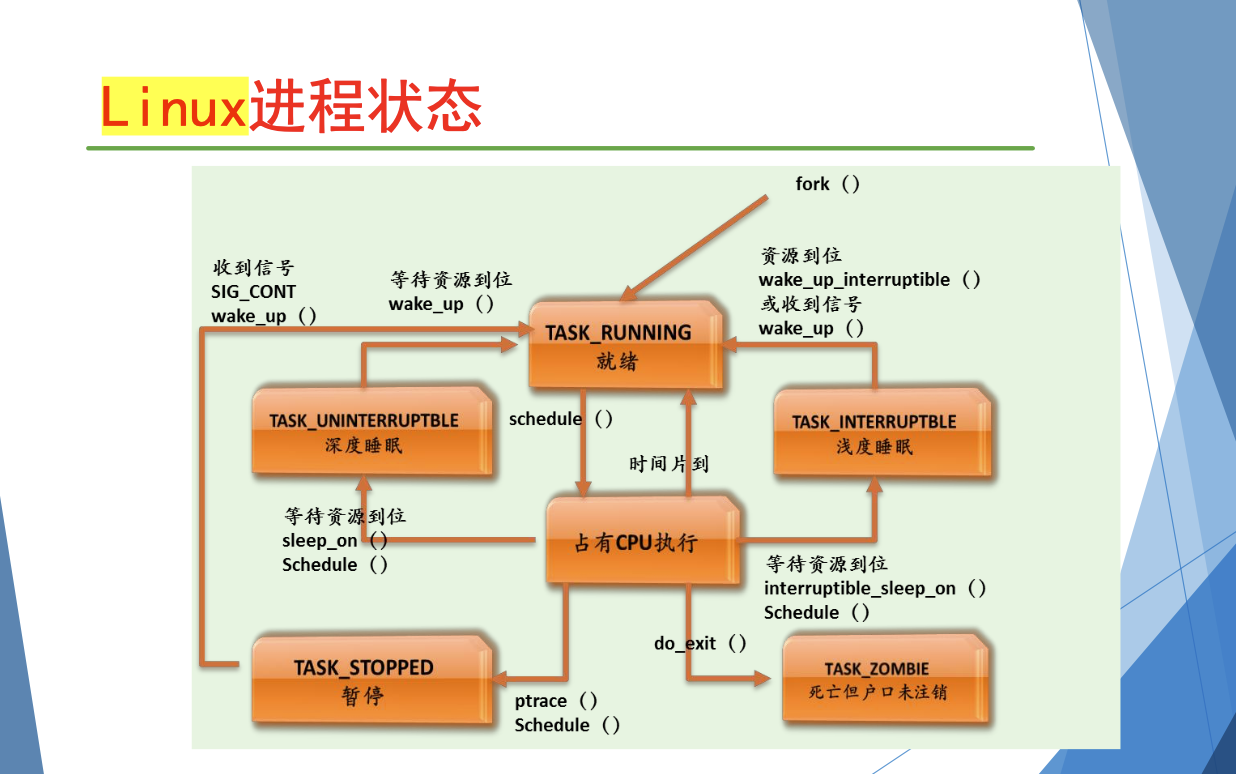 Linux进程状态
fork（）
收到信号
SIG_CONT
wake_up（）
等待资源到位
wake_up（）
资源到位
wake_up_interruptible（）
或收到信号
wake_up（）
TASK_RUNNING
就绪
TASK_UNINTERRUPTBLE
深度睡眠
schedule（）
TASK_INTERRUPTBLE
浅度睡眠
时间片到
等待资源到位
sleep_on（）
Schedule（）
占有CPU执行
等待资源到位
interruptible_sleep_on（）
Schedule（）
do_exit（）
TASK_STOPPED
暂停
TASK_ZOMBIE
死亡但户口未注销
ptrace（）
Schedule（）